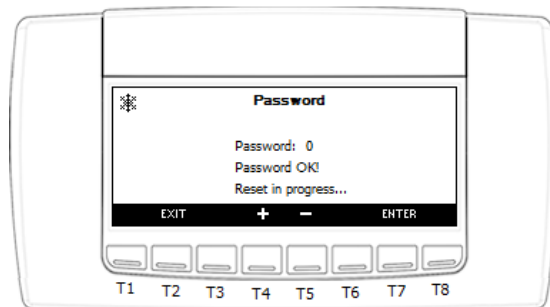 Password
Password: 0
Password OK!
Reset in progress...
EXIT + − ENTER
T1 T2 T3 T4 T5 T6 T7 T8